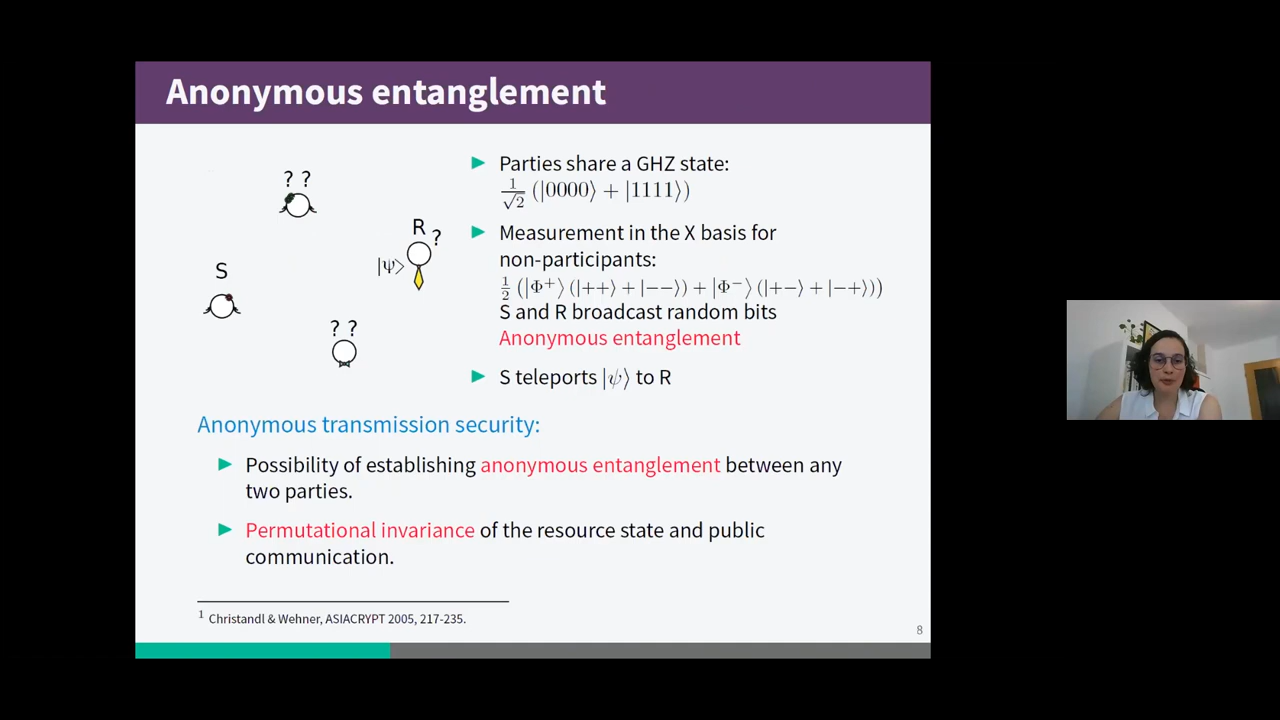 Anonymous entanglement
? ?
R ?
|Ψ>
S
? ?
▶ Parties share a GHZ state:
1/√2 (|0000⟩ + |1111⟩)
▶ Measurement in the X basis for
non-participants:
1/2 (|Φ⁺⟩ (|++⟩ + |−−⟩) + |Φ⁻⟩ (|+−⟩ + |−+⟩))
S and R broadcast random bits
Anonymous entanglement
▶ S teleports |ψ⟩ to R
Anonymous transmission security:
▶ Possibility of establishing anonymous entanglement between any
two parties.
▶ Permutational invariance of the resource state and public
communication.
1 Christandl & Wehner, ASIACRYPT 2005, 217-235.
8